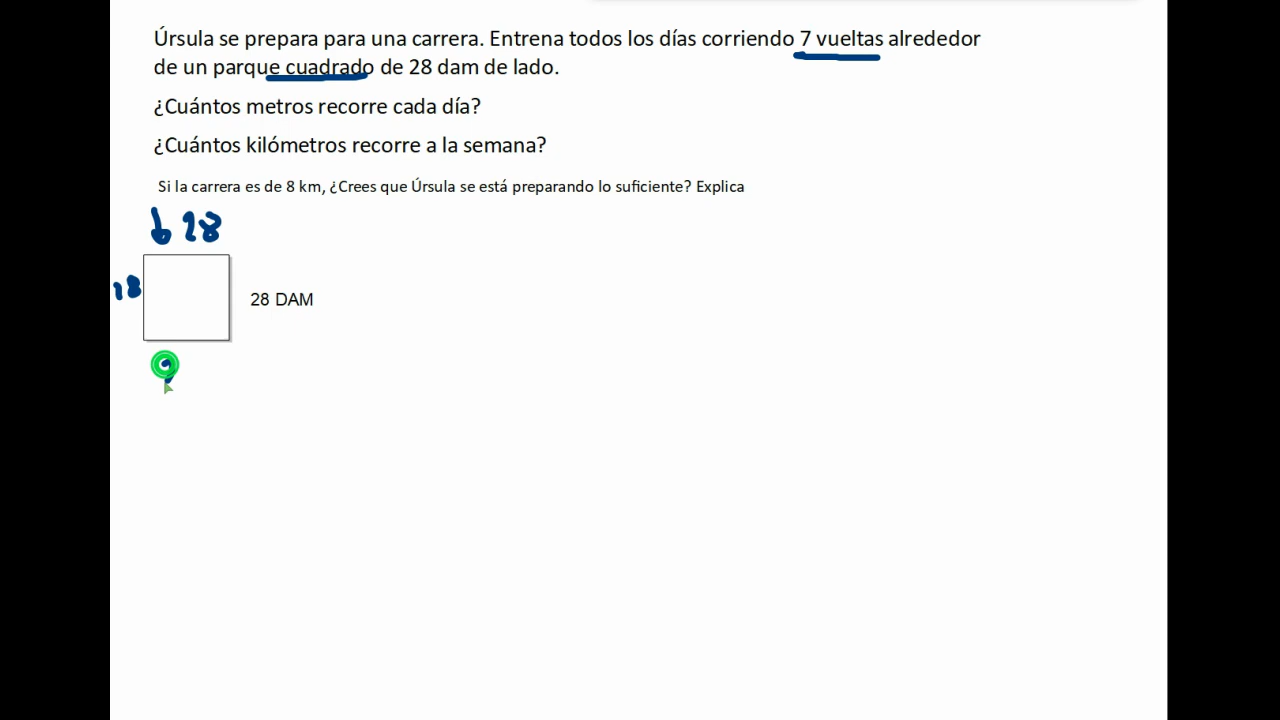 Úrsula se prepara para una carrera. Entrena todos los días corriendo 7 vueltas alrededor
de un parque cuadrado de 28 dam de lado.
¿Cuántos metros recorre cada día?
¿Cuántos kilómetros recorre a la semana?
Si la carrera es de 8 km, ¿Crees que Úrsula se está preparando lo suficiente? Explica
28
28 DAM